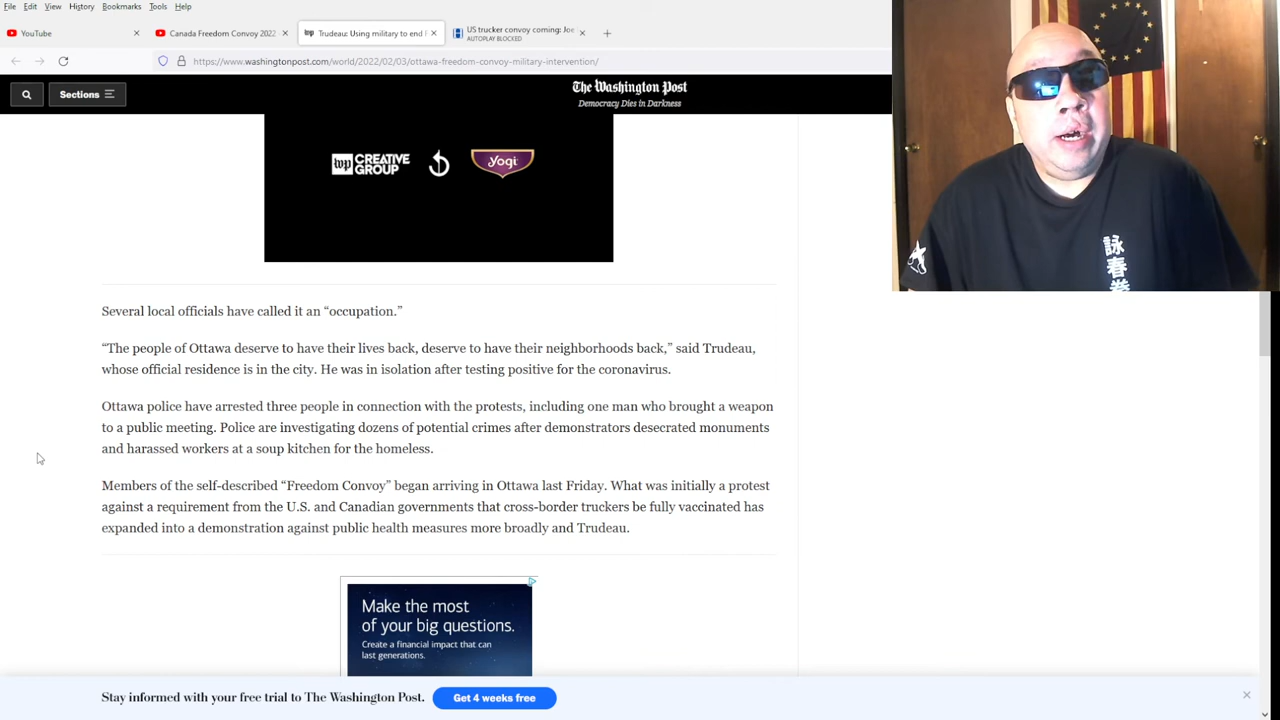 File Edit View History Bookmarks Tools Help
YouTube
Canada Freedom Convoy 2022
Trudeau: Using military to end
US trucker convoy coming: Joe
AUTOPLAY BLOCKED
https://www.washingtonpost.com/world/2022/02/03/ottawa-freedom-convoy-military-intervention/
Sections
The Washington Post
Democracy Dies in Darkness
wp CREATIVE GROUP
yogi
詠春拳
Several local officials have called it an “occupation.”
“The people of Ottawa deserve to have their lives back, deserve to have their neighborhoods back,” said Trudeau,
whose official residence is in the city. He was in isolation after testing positive for the coronavirus.
Ottawa police have arrested three people in connection with the protests, including one man who brought a weapon
to a public meeting. Police are investigating dozens of potential crimes after demonstrators desecrated monuments
and harassed workers at a soup kitchen for the homeless.
Members of the self-described “Freedom Convoy” began arriving in Ottawa last Friday. What was initially a protest
against a requirement from the U.S. and Canadian governments that cross-border truckers be fully vaccinated has
expanded into a demonstration against public health measures more broadly and Trudeau.
Make the most
of your big questions.
Create a financial impact that can
last generations.
Stay informed with your free trial to The Washington Post.
Get 4 weeks free